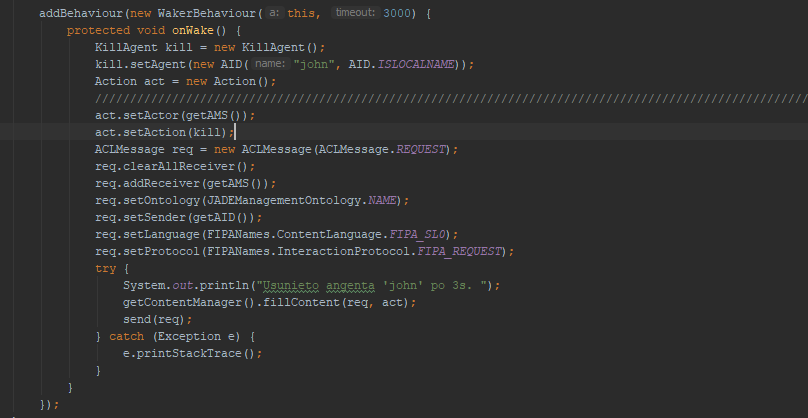 addBehaviour(new WakerBehaviour( a: this, timeout: 3000) {
protected void onWake() {
KillAgent kill = new KillAgent();
kill.setAgent(new AID( name: "john", AID.ISLOCALNAME));
Action act = new Action();
////////////////////////////////////////////////////////////////////////////////////////////////////////
act.setActor(getAMS());
act.setAction(kill);
ACLMessage req = new ACLMessage(ACLMessage.REQUEST);
req.clearAllReceiver();
req.addReceiver(getAMS());
req.setOntology(JADEManagementOntology.NAME);
req.setSender(getAID());
req.setLanguage(FIPANames.ContentLanguage.FIPA_SL0);
req.setProtocol(FIPANames.InteractionProtocol.FIPA_REQUEST);
try {
System.out.println("Usunieto angenta 'john' po 3s. ");
getContentManager().fillContent(req, act);
send(req);
} catch (Exception e) {
e.printStackTrace();
}
}
});